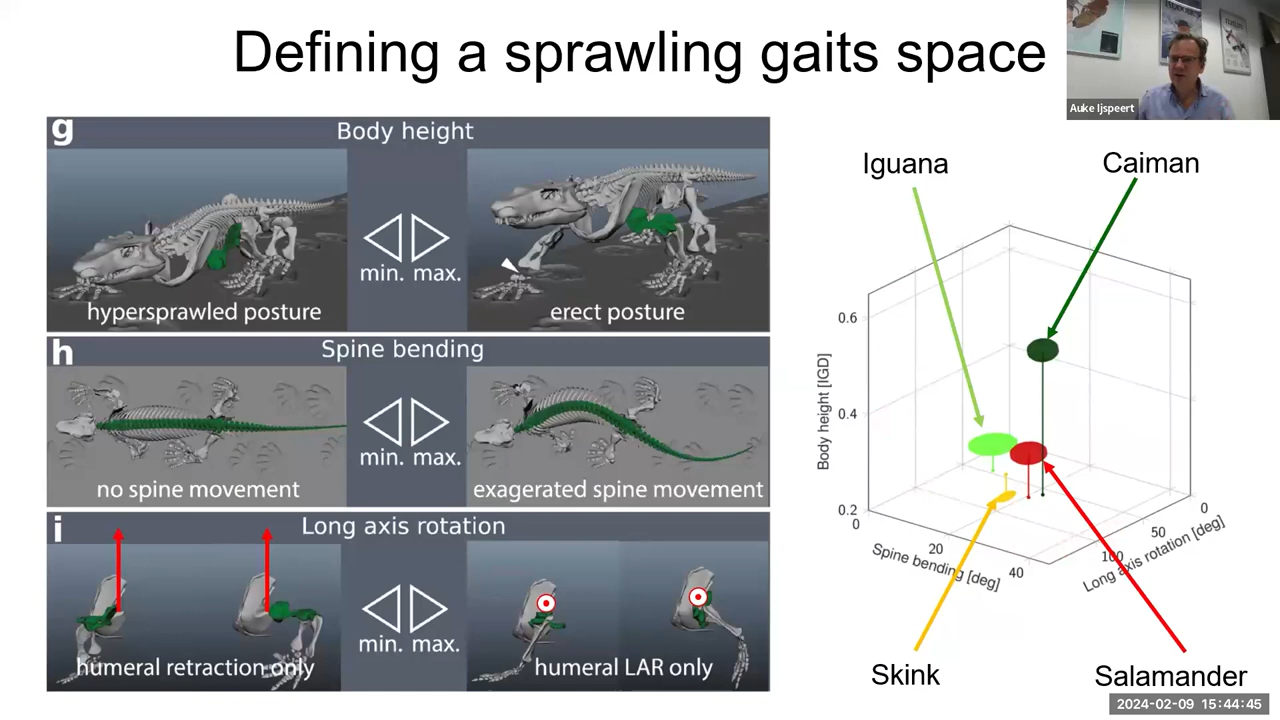 Defining a sprawling gaits space
Auke Ijspeert
g
Body height
min. max.
hypersprawled posture
erect posture
h
Spine bending
min. max.
no spine movement
exagerated spine movement
i
Long axis rotation
min. max.
humeral retraction only
humeral LAR only
Iguana
Caiman
0.6
0.4
0.2
Body height [IGD]
0
20
40
Spine bending [deg]
100
50
0
Long axis rotation [deg]
Skink
Salamander
2024-02-09 15:44:45